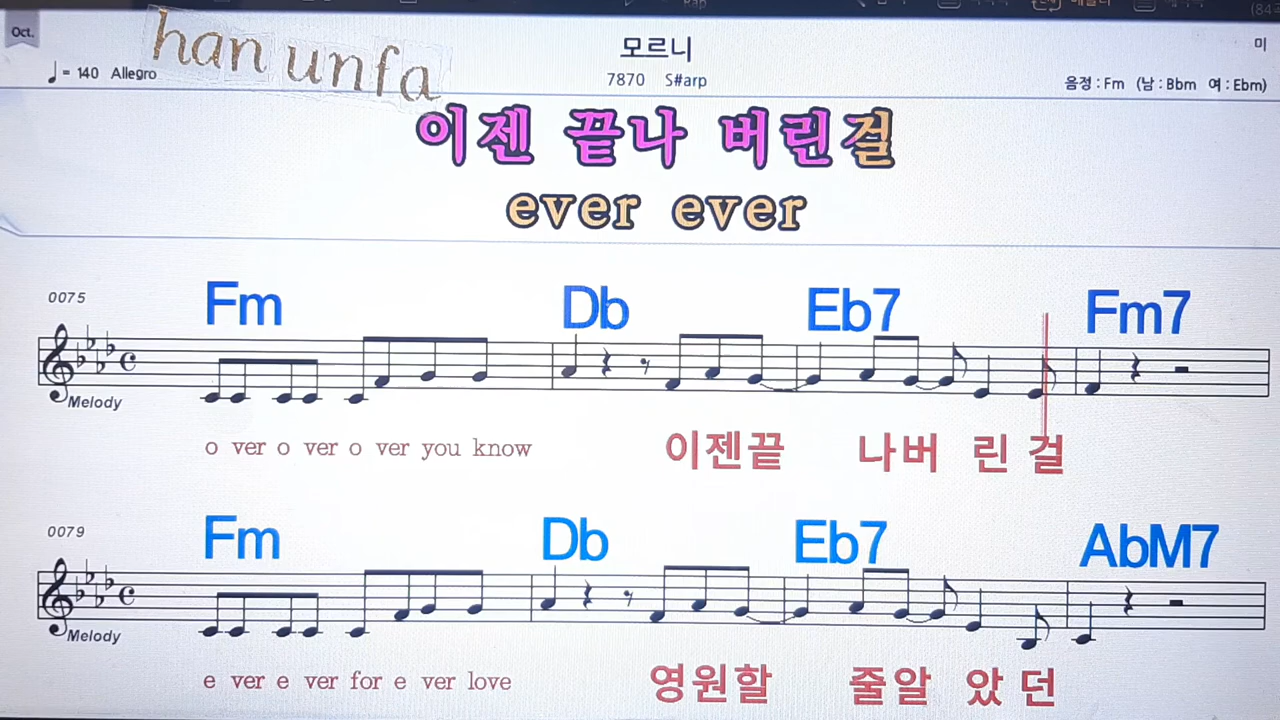 Oct.
han unfa
모르니
미
♩= 140 Allegro
7870 S#arp
음정 : Fm (남 : Bbm 여 : Ebm)
이젠 끝나 버린걸
ever ever
0075
Fm Db Eb7 Fm7
Melody
o ver o ver o ver you know 이젠끝 나버 린 걸
0079
Fm Db Eb7 AbM7
Melody
e ver e ver for e ver love 영원할 줄알 았 던